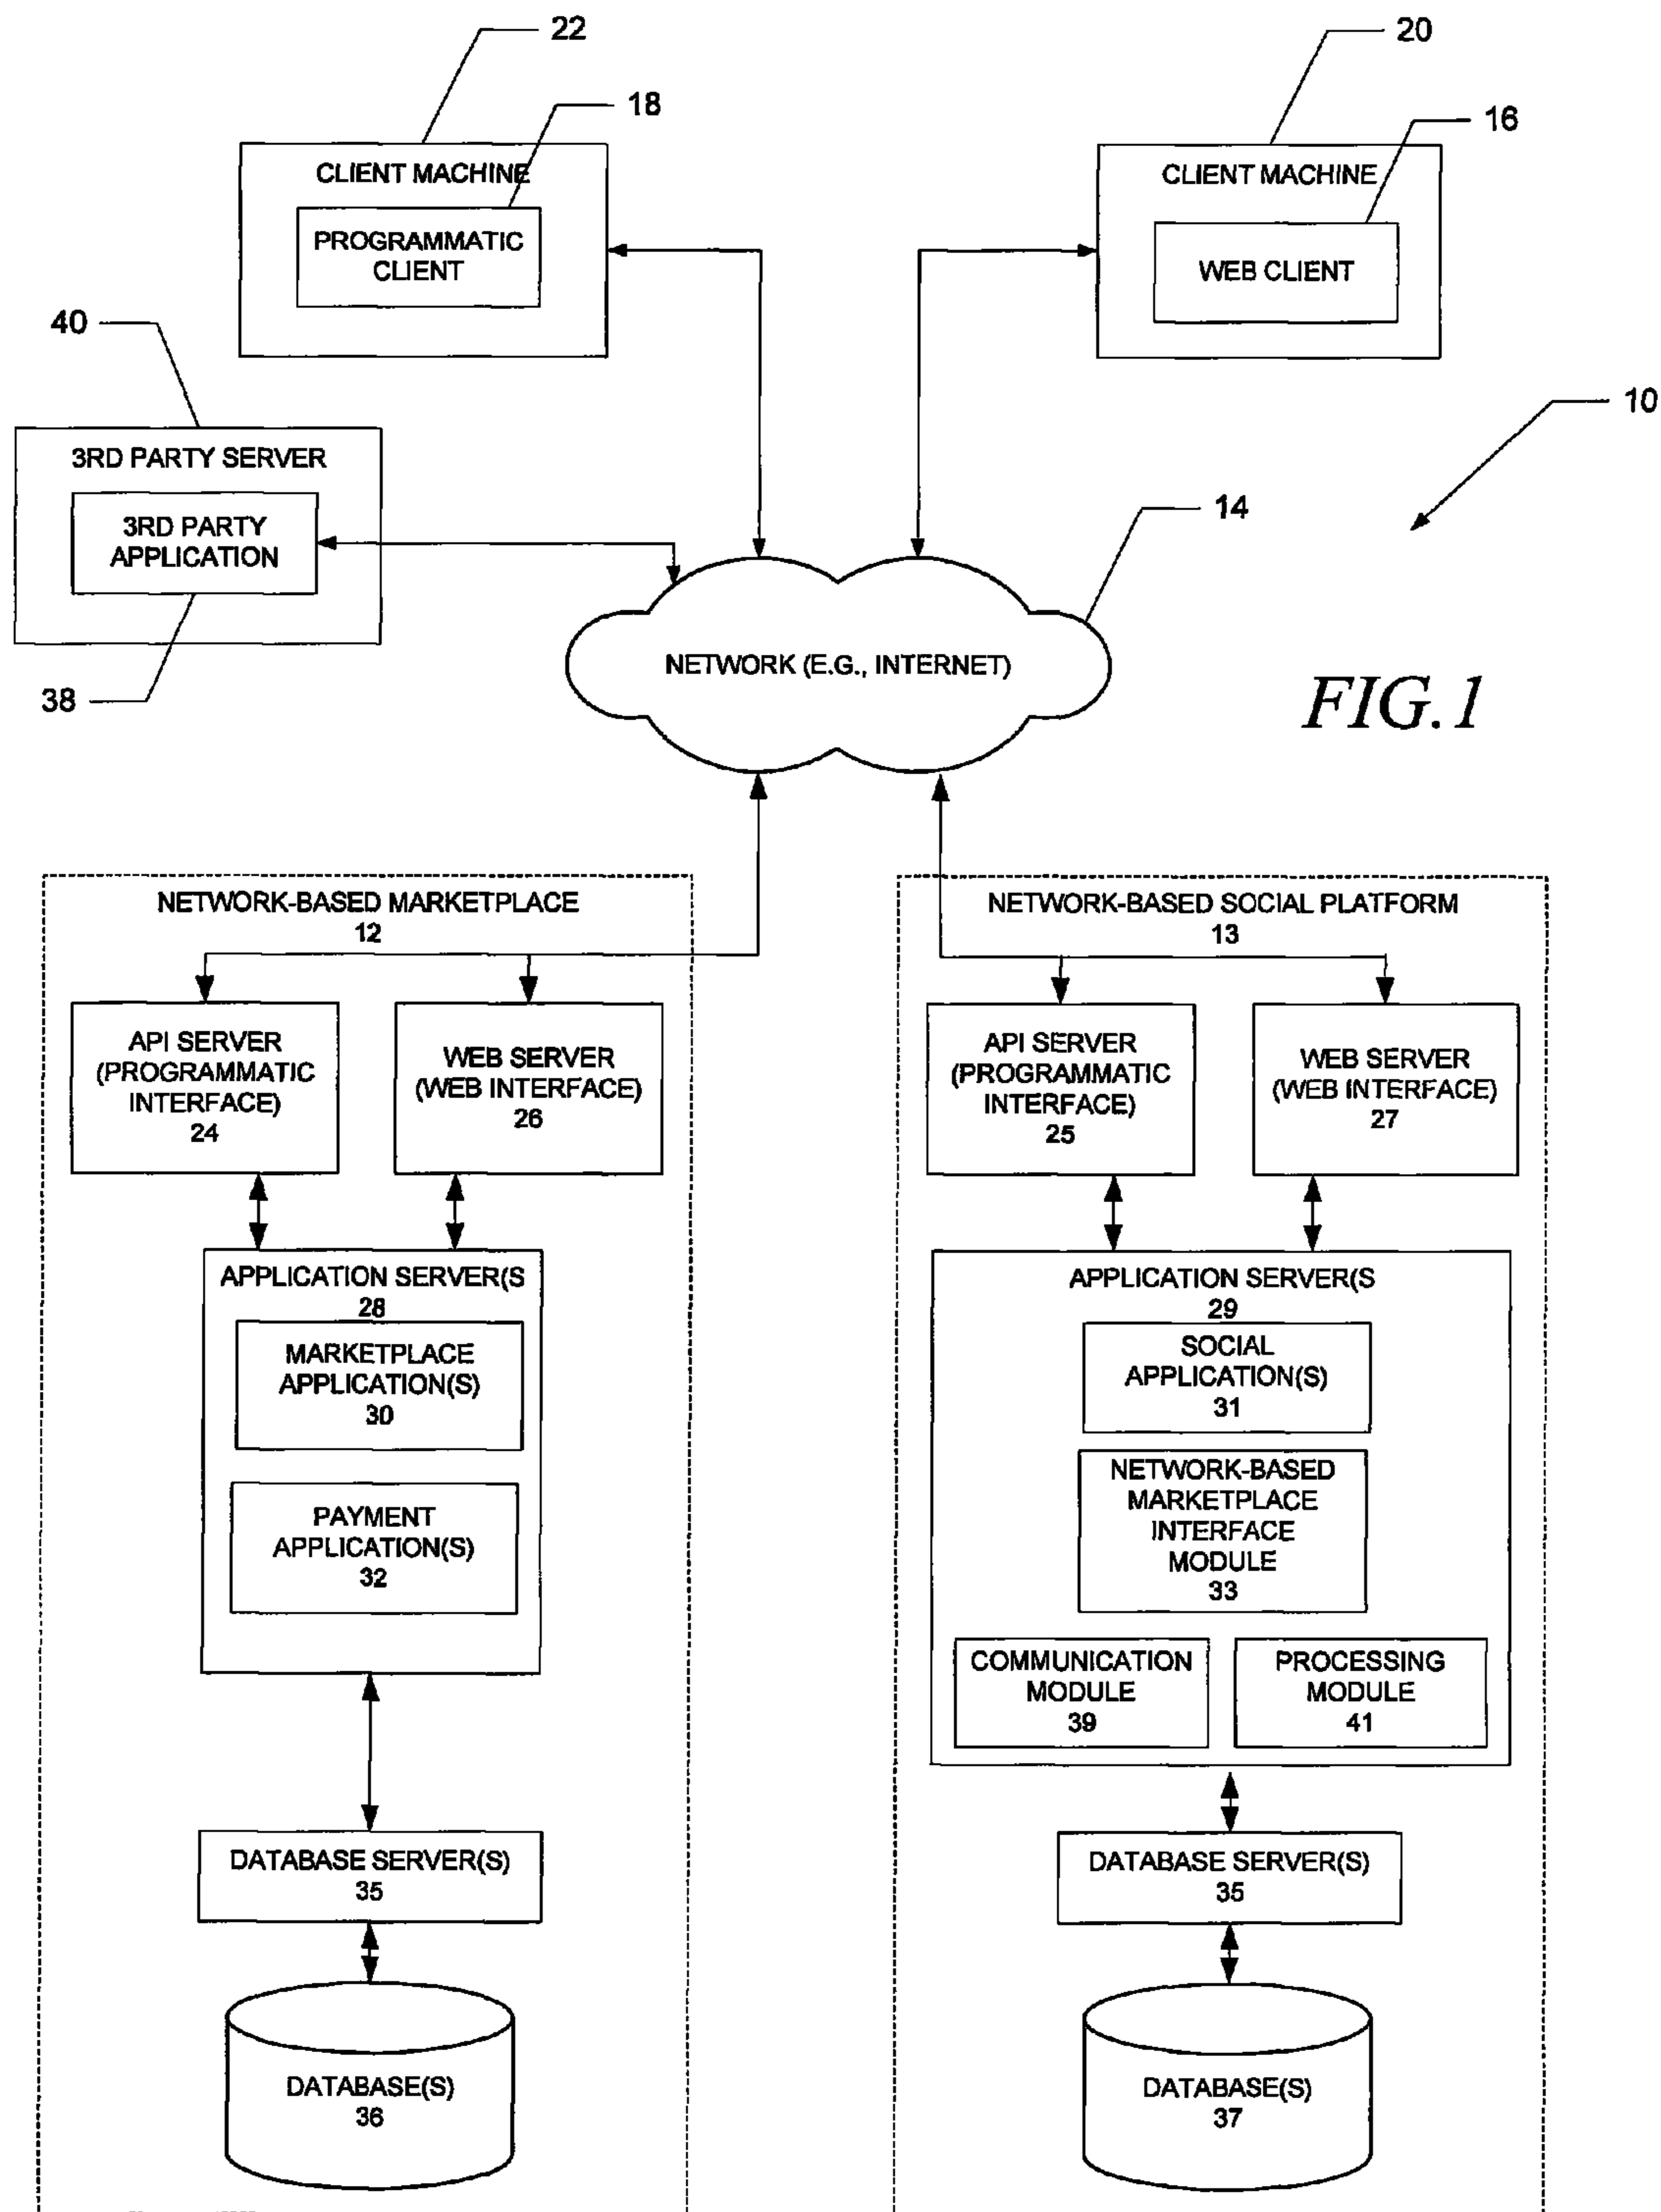 22
20
18
16
CLIENT MACHINE
PROGRAMMATIC
CLIENT
CLIENT MACHINE
WEB CLIENT
40
10
3RD PARTY SERVER
3RD PARTY
APPLICATION
14
38
NETWORK (E.G., INTERNET)
FIG. 1
NETWORK-BASED MARKETPLACE
12
API SERVER
(PROGRAMMATIC
INTERFACE)
24
WEB SERVER
(WEB INTERFACE)
26
APPLICATION SERVER(S
28
MARKETPLACE
APPLICATION(S)
30
PAYMENT
APPLICATION(S)
32
DATABASE SERVER(S)
35
DATABASE(S)
36
NETWORK-BASED SOCIAL PLATFORM
13
API SERVER
(PROGRAMMATIC
INTERFACE)
25
WEB SERVER
(WEB INTERFACE)
27
APPLICATION SERVER(S
29
SOCIAL
APPLICATION(S)
31
NETWORK-BASED
MARKETPLACE
INTERFACE
MODULE
33
COMMUNICATION
MODULE
39
PROCESSING
MODULE
41
DATABASE SERVER(S)
35
DATABASE(S)
37